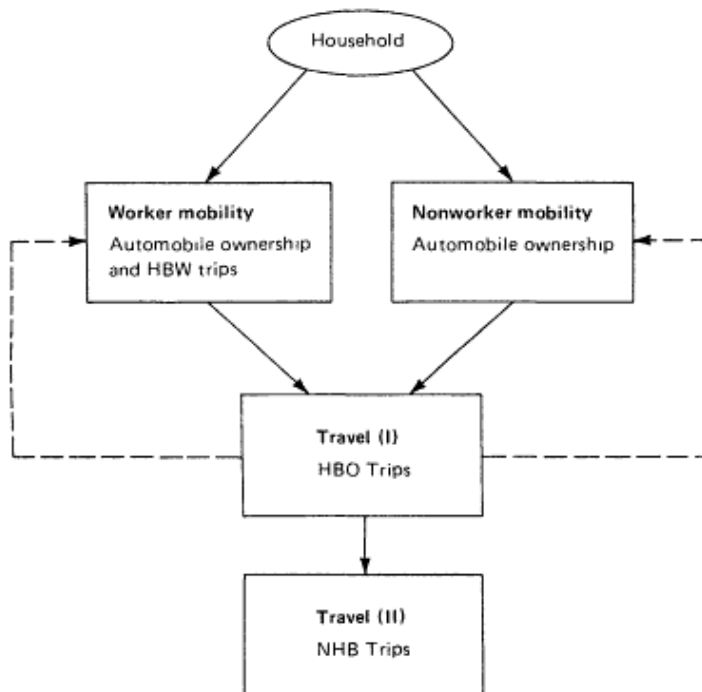 Household
Worker mobility
Automobile ownership
and HBW trips
Nonworker mobility
Automobile ownership
Travel (I)
HBO Trips
Travel (II)
NHB Trips